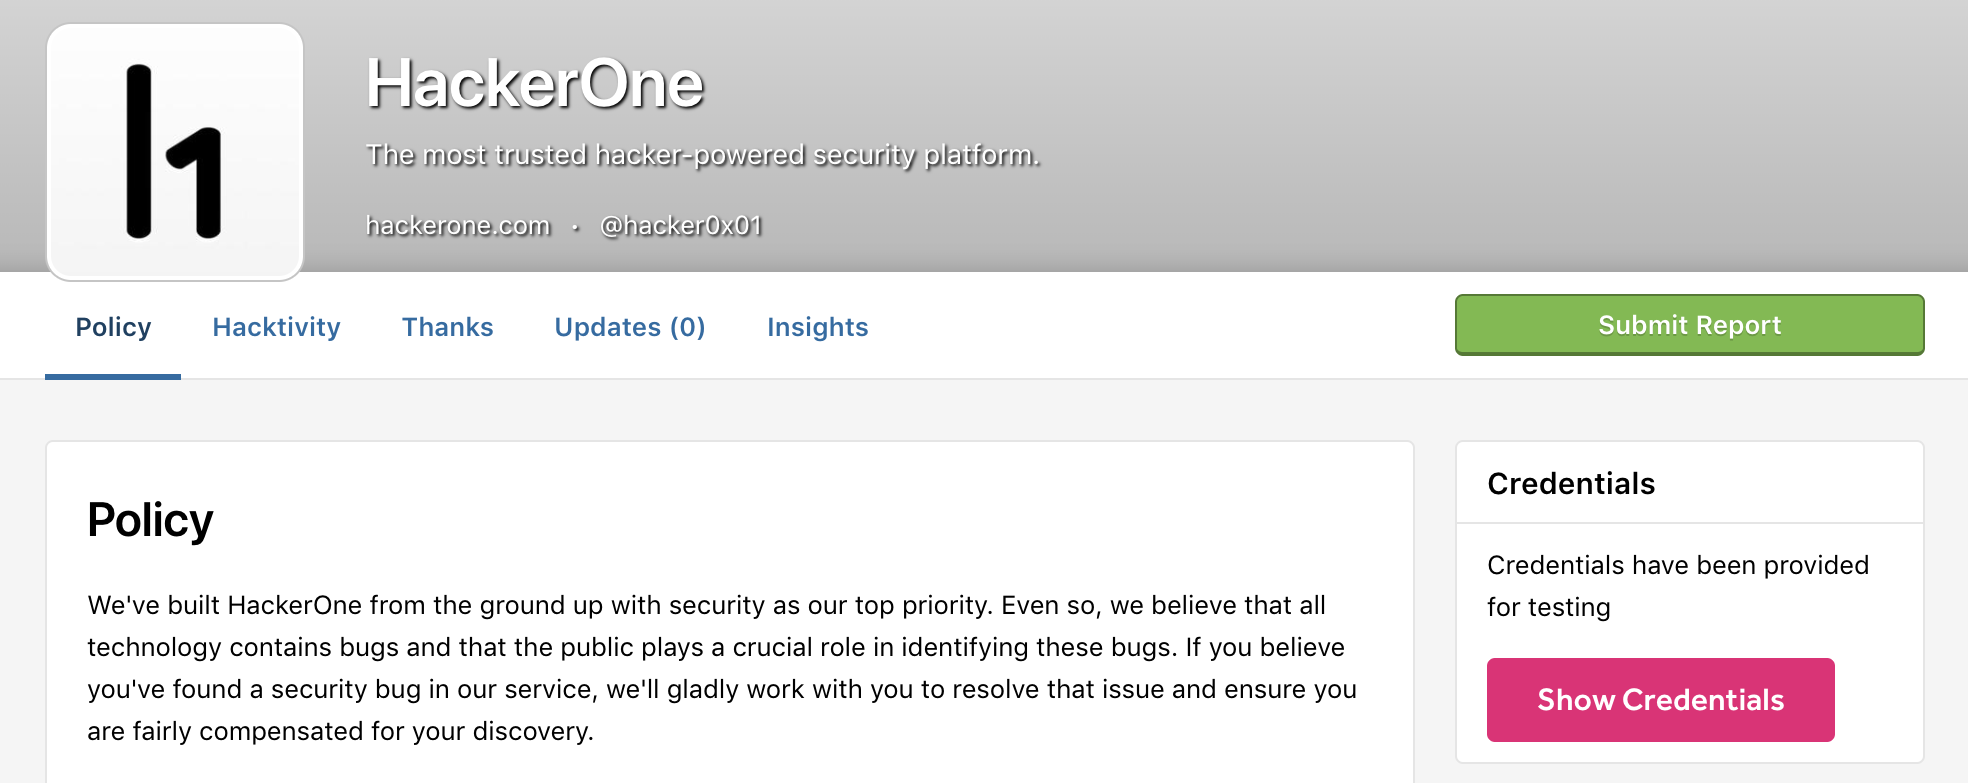 h1
HackerOne
The most trusted hacker-powered security platform.
hackerone.com · @hacker0x01
Policy Hacktivity Thanks Updates (0) Insights
Submit Report
Policy
We've built HackerOne from the ground up with security as our top priority. Even so, we believe that all
technology contains bugs and that the public plays a crucial role in identifying these bugs. If you believe
you've found a security bug in our service, we'll gladly work with you to resolve that issue and ensure you
are fairly compensated for your discovery.
Credentials
Credentials have been provided
for testing
Show Credentials